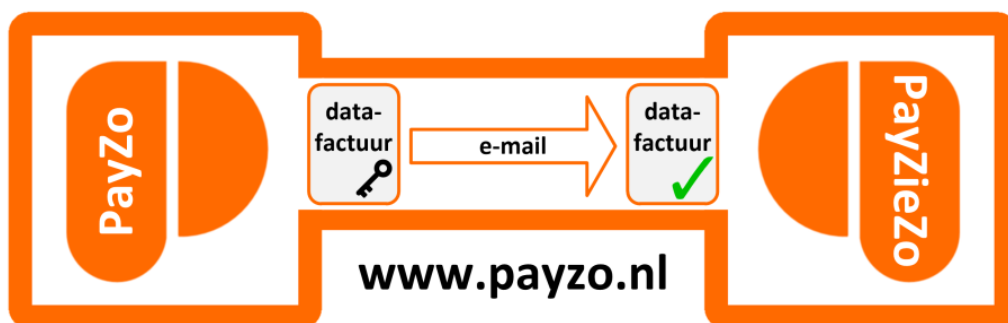 PayZo
data-
factuur
e-mail
data-
factuur
PayZieZo
www.payzo.nl